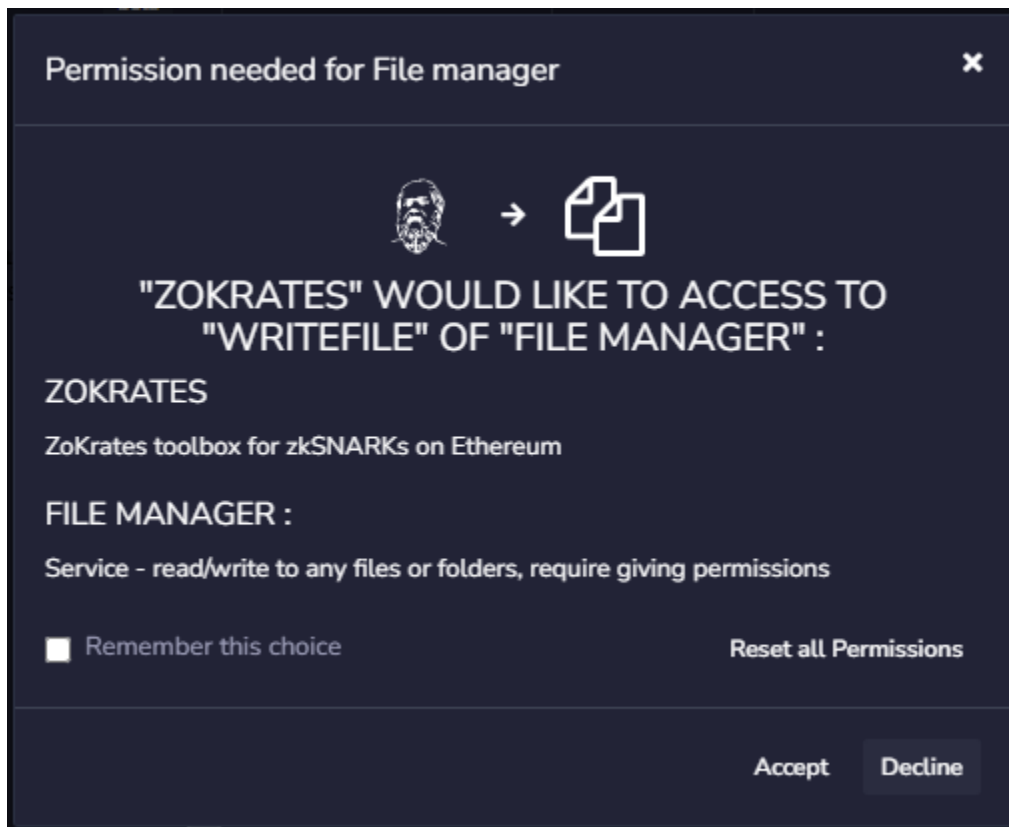 Permission needed for File manager
"ZOKRATES" WOULD LIKE TO ACCESS TO
"WRITEFILE" OF "FILE MANAGER" :
ZOKRATES
ZoKrates toolbox for zkSNARKs on Ethereum
FILE MANAGER :
Service - read/write to any files or folders, require giving permissions
Remember this choice
Reset all Permissions
Accept
Decline